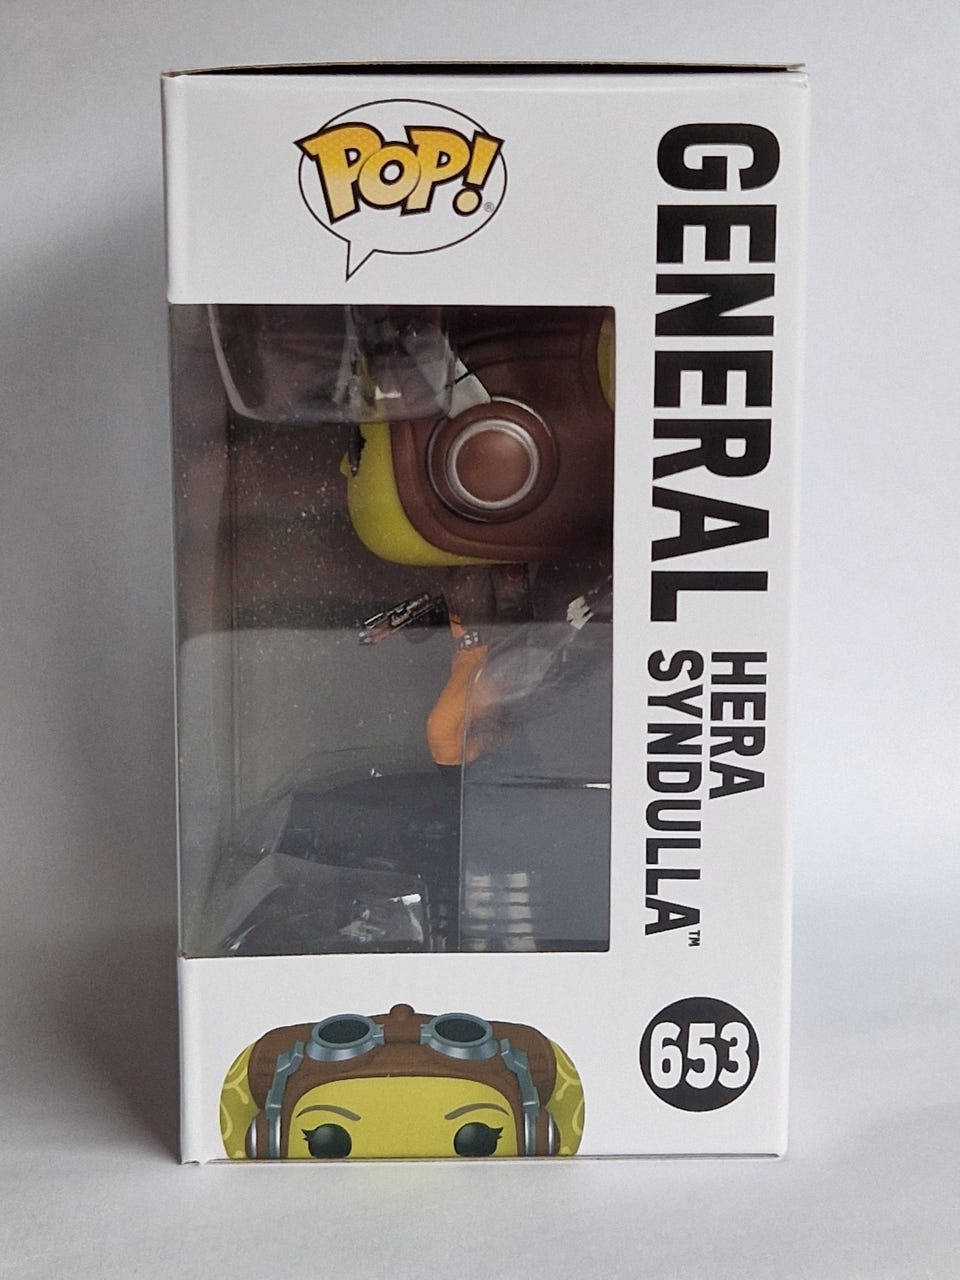 POP!®
GENERAL
HERA
SYNDULLA™
653